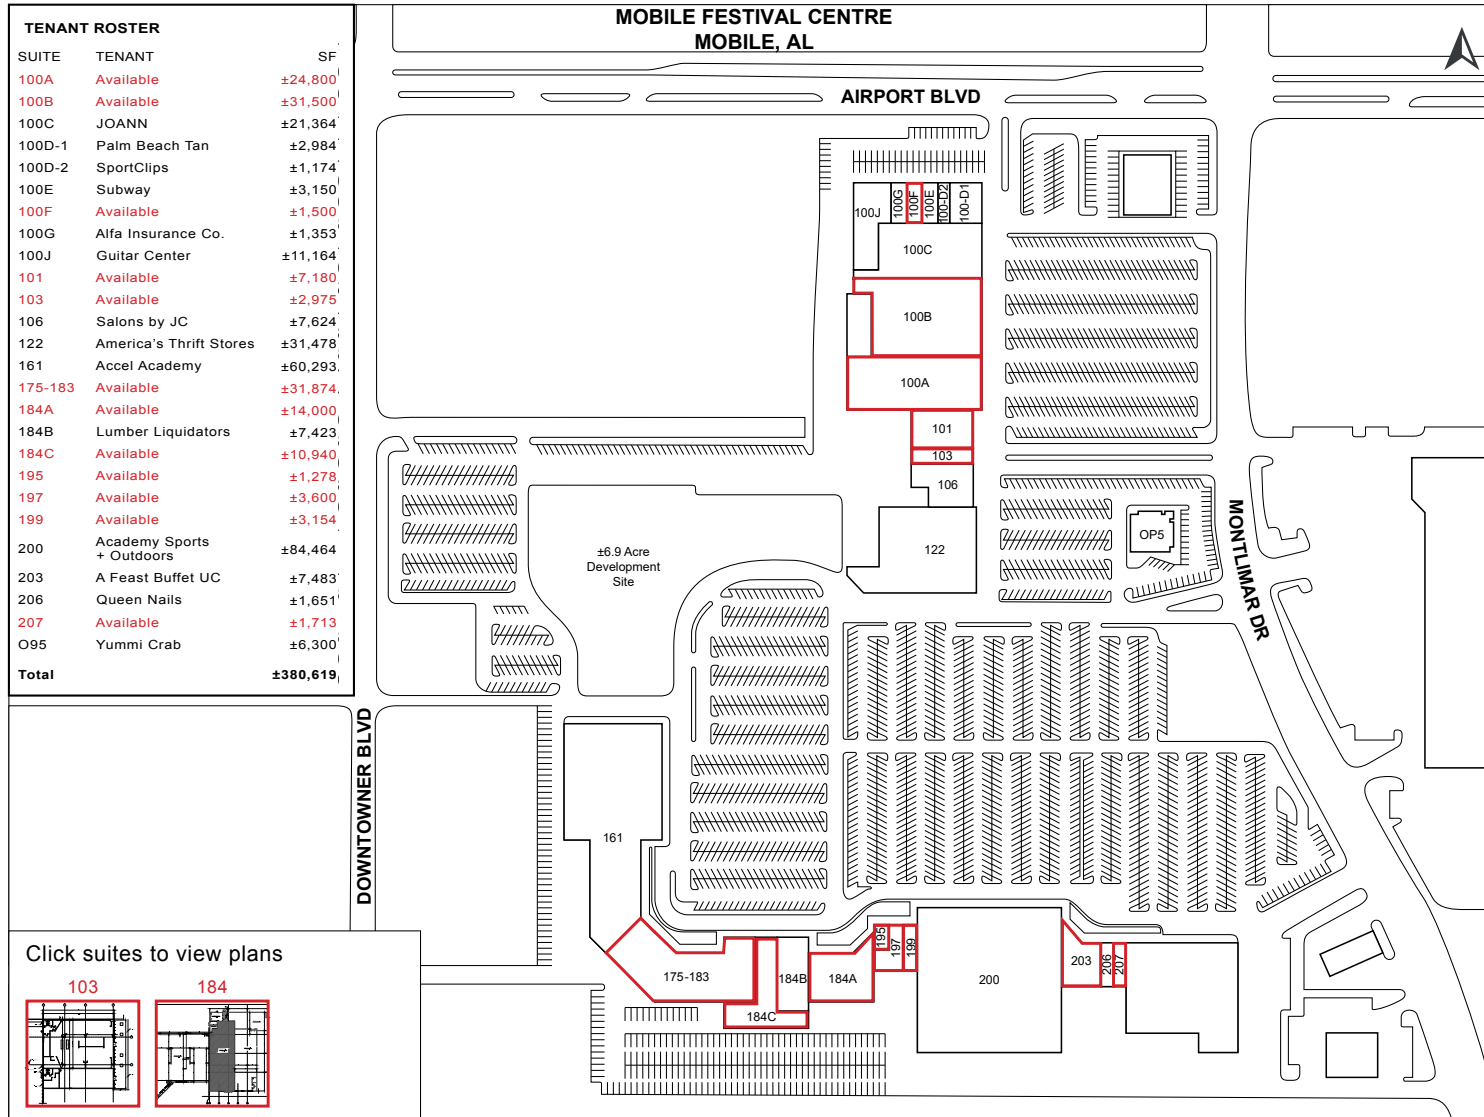 MOBILE FESTIVAL CENTRE
MOBILE, AL
TENANT ROSTER
SUITE TENANT SF
100A Available ±24,800
100B Available ±31,500
100C JOANN ±21,364
100D-1 Palm Beach Tan ±2,984
100D-2 SportClips ±1,174
100E Subway ±3,150
100F Available ±1,500
100G Alfa Insurance Co. ±1,353
100J Guitar Center ±11,164
101 Available ±7,180
103 Available ±2,975
106 Salons by JC ±7,624
122 America's Thrift Stores ±31,478
161 Accel Academy ±60,293
175-183 Available ±31,874
184A Available ±14,000
184B Lumber Liquidators ±7,423
184C Available ±10,940
195 Available ±1,278
197 Available ±3,600
199 Available ±3,154
200 Academy Sports
+ Outdoors ±84,464
203 A Feast Buffet UC ±7,483
206 Queen Nails ±1,651
207 Available ±1,713
O95 Yummi Crab ±6,300
Total ±380,619
AIRPORT BLVD
100J
100G
100F
100E
100-D2
100-D1
100C
100B
100A
101
103
106
122
OP5
MONTLIMAR DR
±6.9 Acre
Development
Site
DOWNTOWNER BLVD
161
175-183
184B
184A
184C
195
197
199
200
203
206
207
Click suites to view plans
103 184